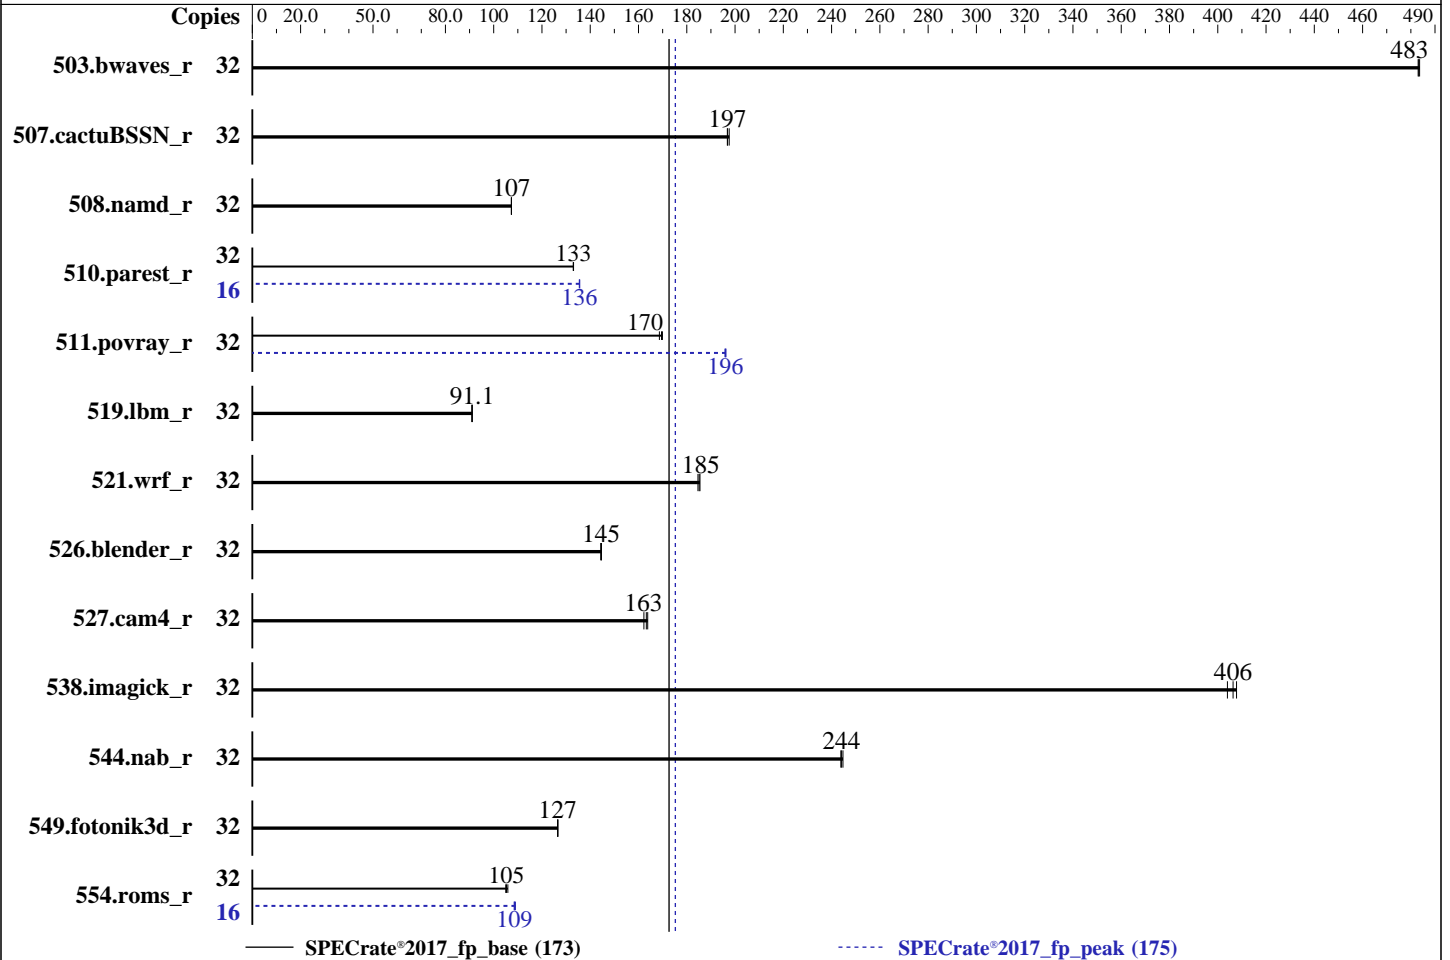 Copies 0 20.0 50.0 80.0 100 120 140 160 180 200 220 240 260 280 300 320 340 360 380 400 420 440 460 490
503.bwaves_r 32 483
507.cactuBSSN_r 32 197
508.namd_r 32 107
510.parest_r 32 133
16 136
511.povray_r 32 170
196
519.lbm_r 32 91.1
521.wrf_r 32 185
526.blender_r 32 145
527.cam4_r 32 163
538.imagick_r 32 406
544.nab_r 32 244
549.fotonik3d_r 32 127
554.roms_r 32 105
16 109
SPECrate®2017_fp_base (173)
SPECrate®2017_fp_peak (175)